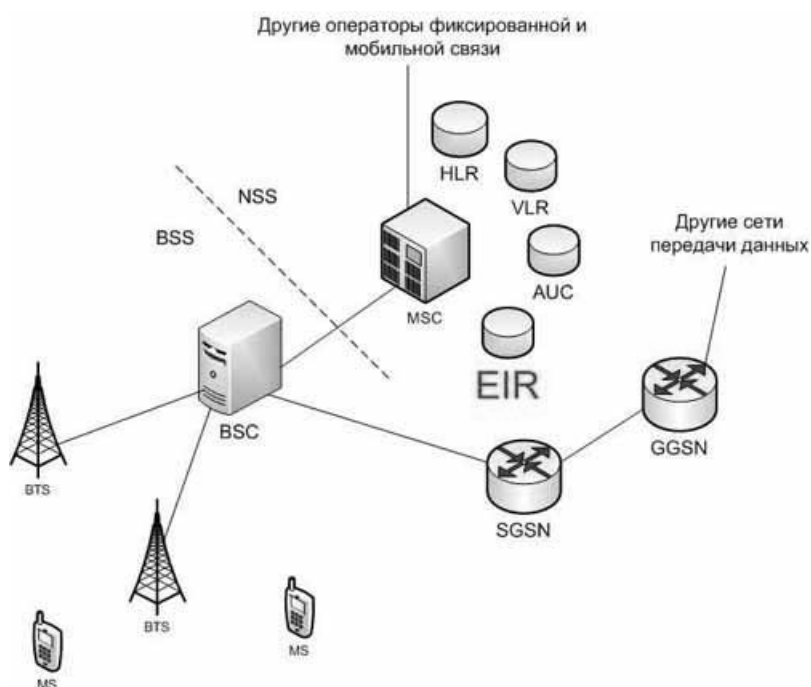 Другие операторы фиксированной и
мобильной связи
HLR
NSS
VLR
BSS
Другие сети
передачи данных
AUC
MSC
EIR
BSC
GGSN
BTS
SGSN
BTS
MS
MS